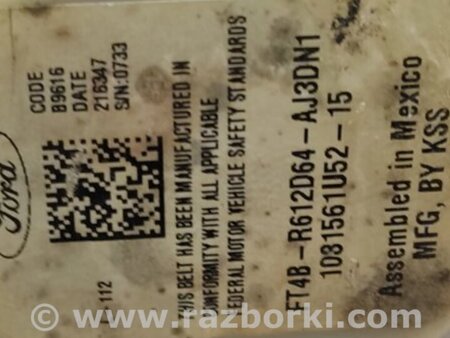 Ford
CODE
B9616
DATE
216347
S/N:0733
112
THIS BELT HAS BEEN MANUFACTURED IN
CONFORMITY WITH ALL APPLICABLE
FEDERAL MOTOR VEHICLE SAFETY STANDARDS
FT4B-R612D64-AJ3DN1
1081561U52-15
Assembled in Mexico
MFG, BY KSS
© www.razborki.com